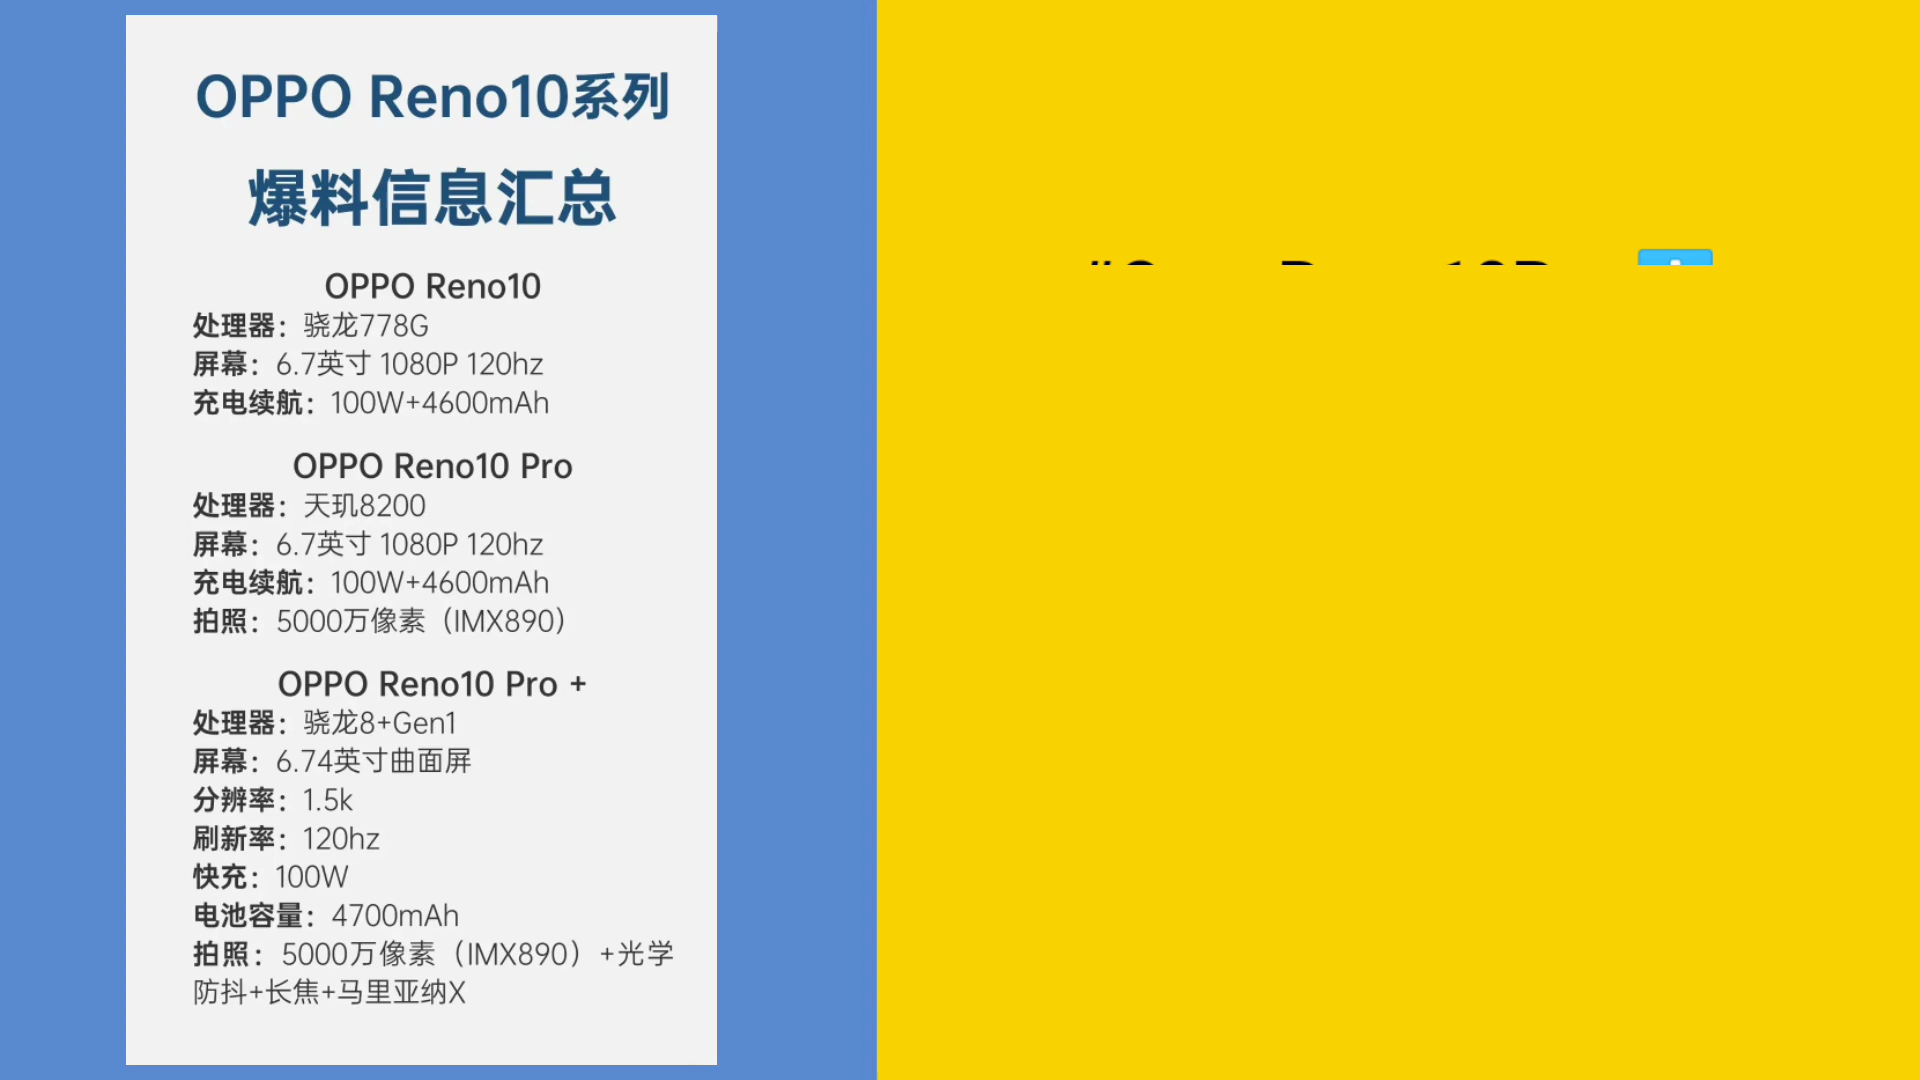 OPPO Reno10系列
爆料信息汇总
OPPO Reno10
处理器：骁龙778G
屏幕：6.7英寸 1080P 120hz
充电续航：100W+4600mAh
OPPO Reno10 Pro
处理器：天玑8200
屏幕：6.7英寸 1080P 120hz
充电续航：100W+4600mAh
拍照：5000万像素（IMX890）
OPPO Reno10 Pro +
处理器：骁龙8+Gen1
屏幕：6.74英寸曲面屏
分辨率：1.5k
刷新率：120hz
快充：100W
电池容量：4700mAh
拍照：5000万像素（IMX890）+光学
防抖+长焦+马里亚纳X